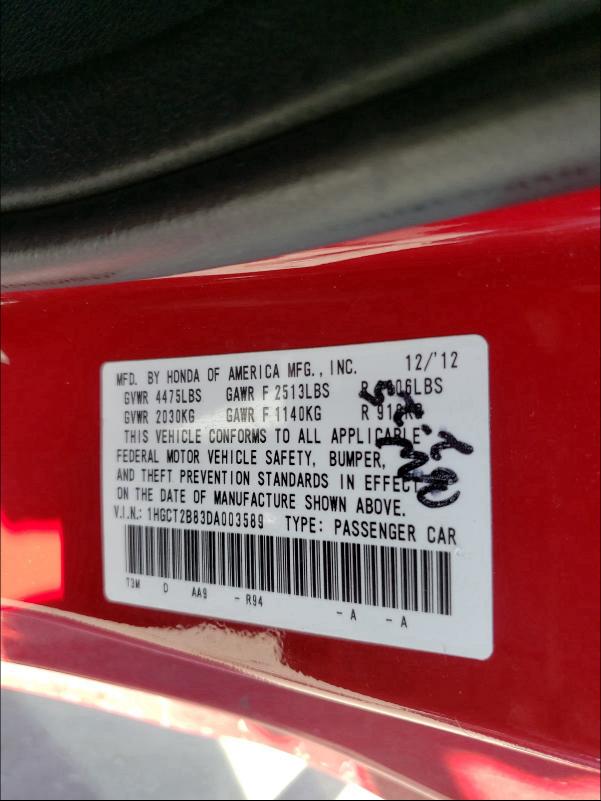 MFD. BY HONDA OF AMERICA MFG., INC. 12/'12
GVWR 4475LBS GAWR F 2513LBS R
GVWR 2030KG GAWR F 1140KG R
THIS VEHICLE CONFORMS TO ALL APPLICABLE
FEDERAL MOTOR VEHICLE SAFETY, BUMPER,
AND THEFT PREVENTION STANDARDS IN EFFECT
ON THE DATE OF MANUFACTURE SHOWN ABOVE.
V.I.N.: 1HGCT2B83DA003589 TYPE: PASSENGER CAR
T3M D AA9 - R94 - A - A